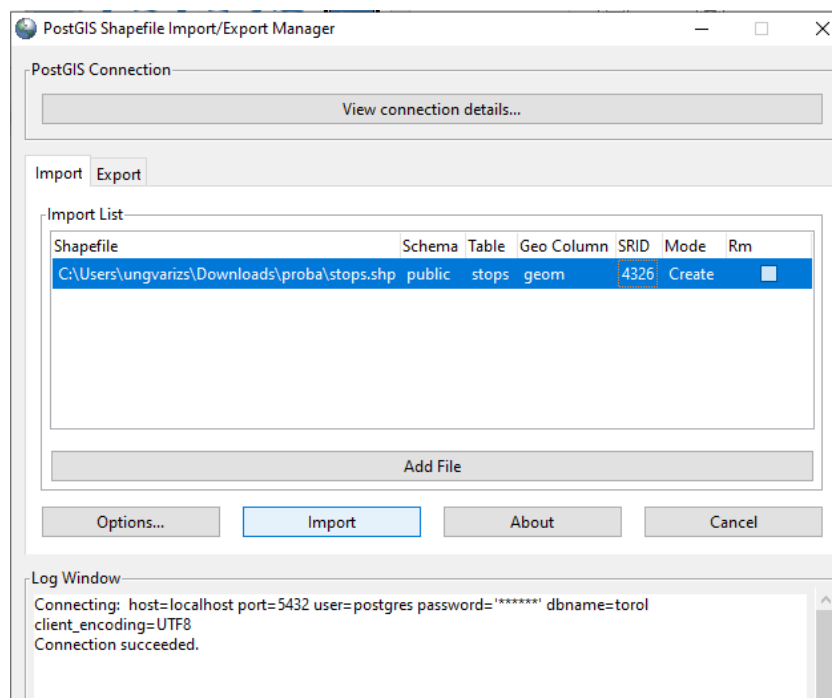 PostGIS Shapefile Import/Export Manager
PostGIS Connection
View connection details...
Import Export
Import List
Shapefile Schema Table Geo Column SRID Mode Rm
C:\Users\ungvarizs\Downloads\proba\stops.shp public stops geom 4326 Create
Add File
Options... Import About Cancel
Log Window
Connecting: host=localhost port=5432 user=postgres password='******' dbname=torol
client_encoding=UTF8
Connection succeeded.